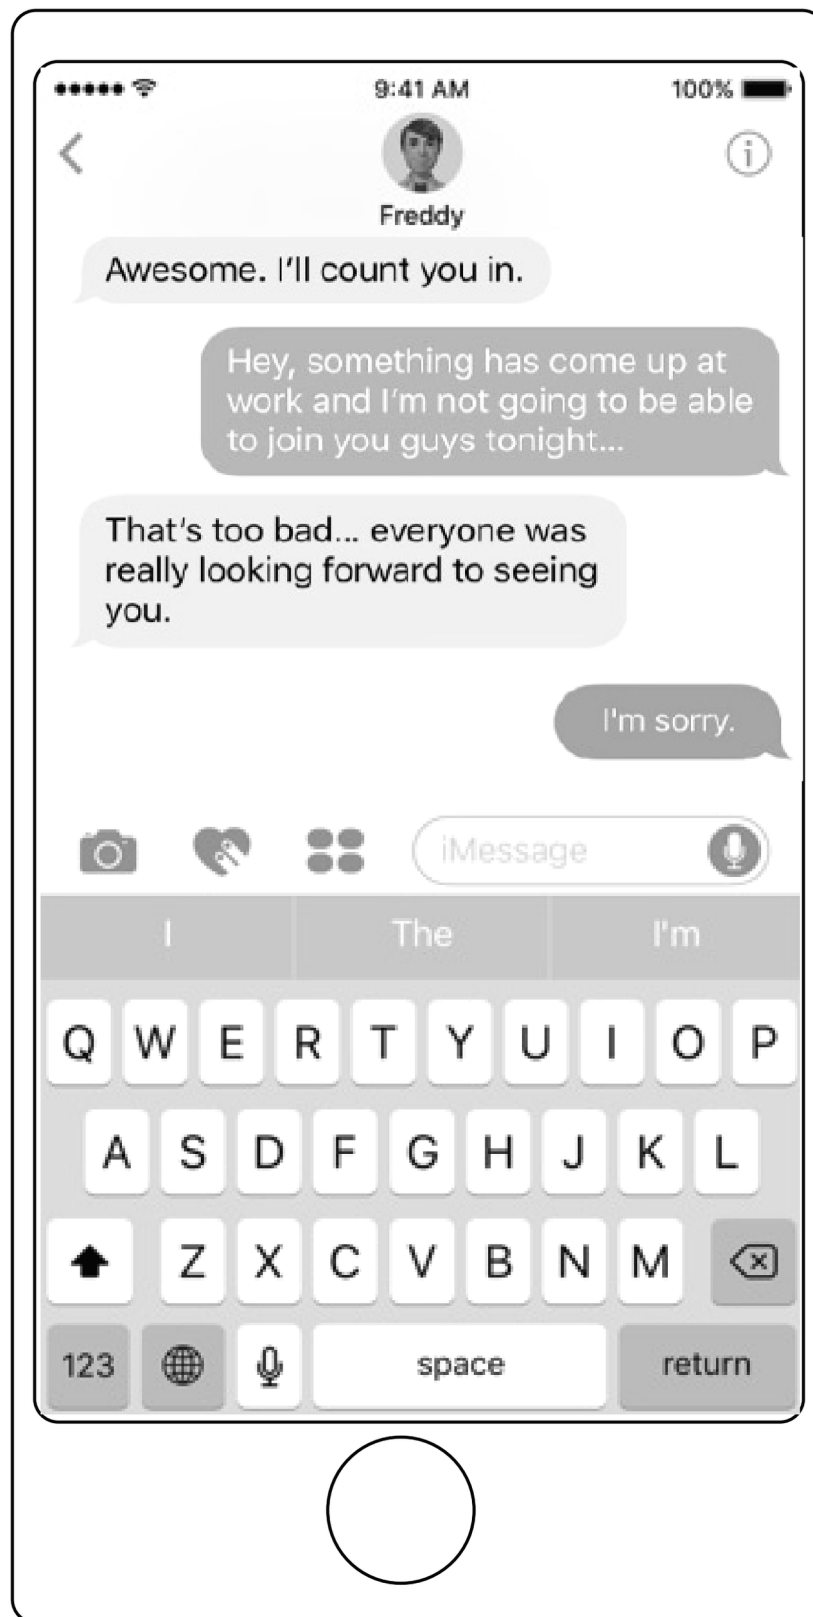 9:41 AM 100%
Freddy
Awesome. I'll count you in.
Hey, something has come up at
work and I'm not going to be able
to join you guys tonight...
That's too bad... everyone was
really looking forward to seeing
you.
I'm sorry.
iMessage
I The I'm
Q W E R T Y U I O P
A S D F G H J K L
Z X C V B N M
123 space return